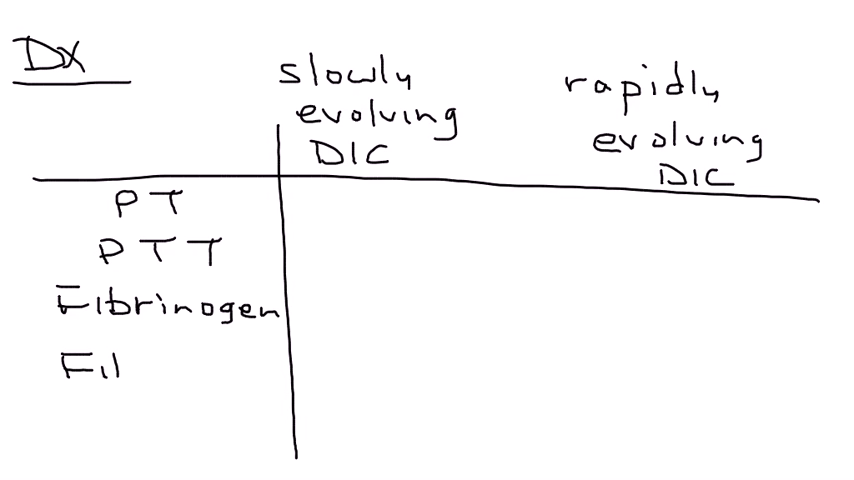 DX
slowly
evolving
DIC
rapidly
evolving
DIC
PT
PTT
Fibrinogen
Fil